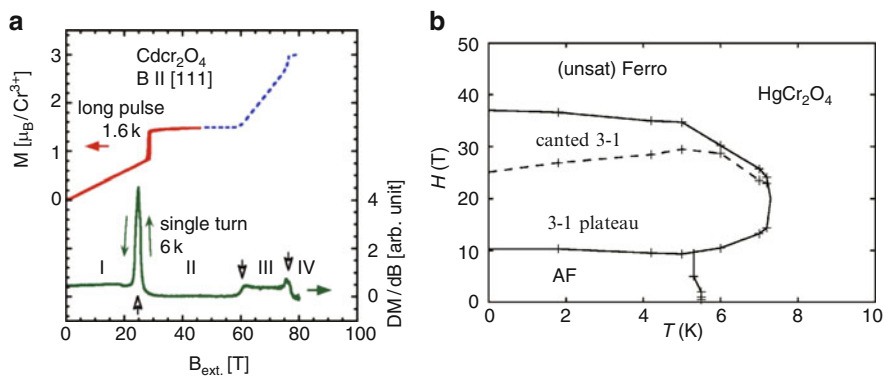 a
Cdcr2O4
B II [111]
long pulse
1.6 k
M [μB/Cr3+]
3
2
1
0
single turn
6 k
I
II
III
IV
4
2
0
DM/dB [arb. unit]
0
20
40
60
80
100
Bext. [T]
b
50
40
30
20
10
0
H (T)
(unsat) Ferro
HgCr2O4
canted 3-1
3-1 plateau
AF
0
2
4
6
8
10
T (K)